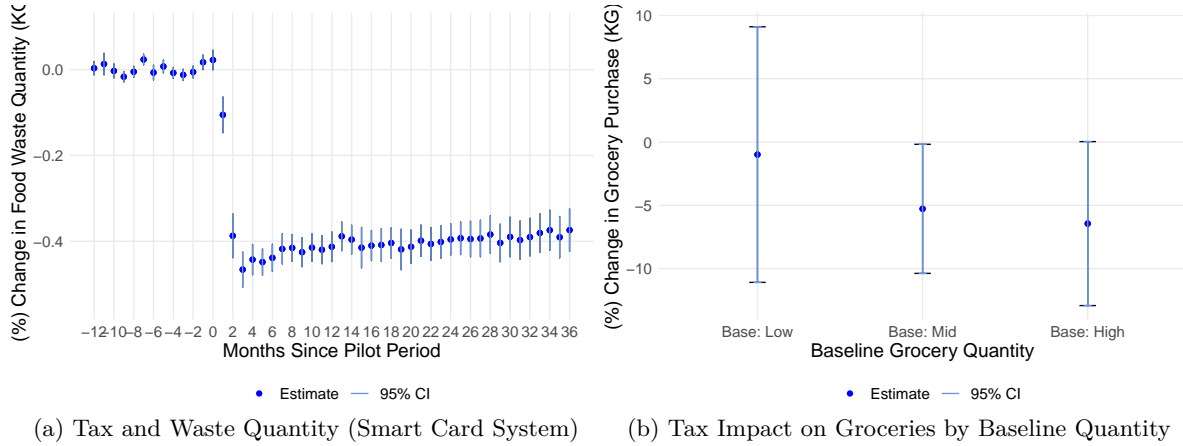 (%) Change in Food Waste Quantity (KG
0.0
−0.2
−0.4
−12 −10 −8 −6 −4 −2 0 2 4 6 8 10 12 14 16 18 20 22 24 26 28 30 32 34 36
Months Since Pilot Period
Estimate 95% CI
(a) Tax and Waste Quantity (Smart Card System)
(%) Change in Grocery Purchase (KG)
10
5
0
−5
−10
Base: Low Base: Mid Base: High
Baseline Grocery Quantity
Estimate 95% CI
(b) Tax Impact on Groceries by Baseline Quantity